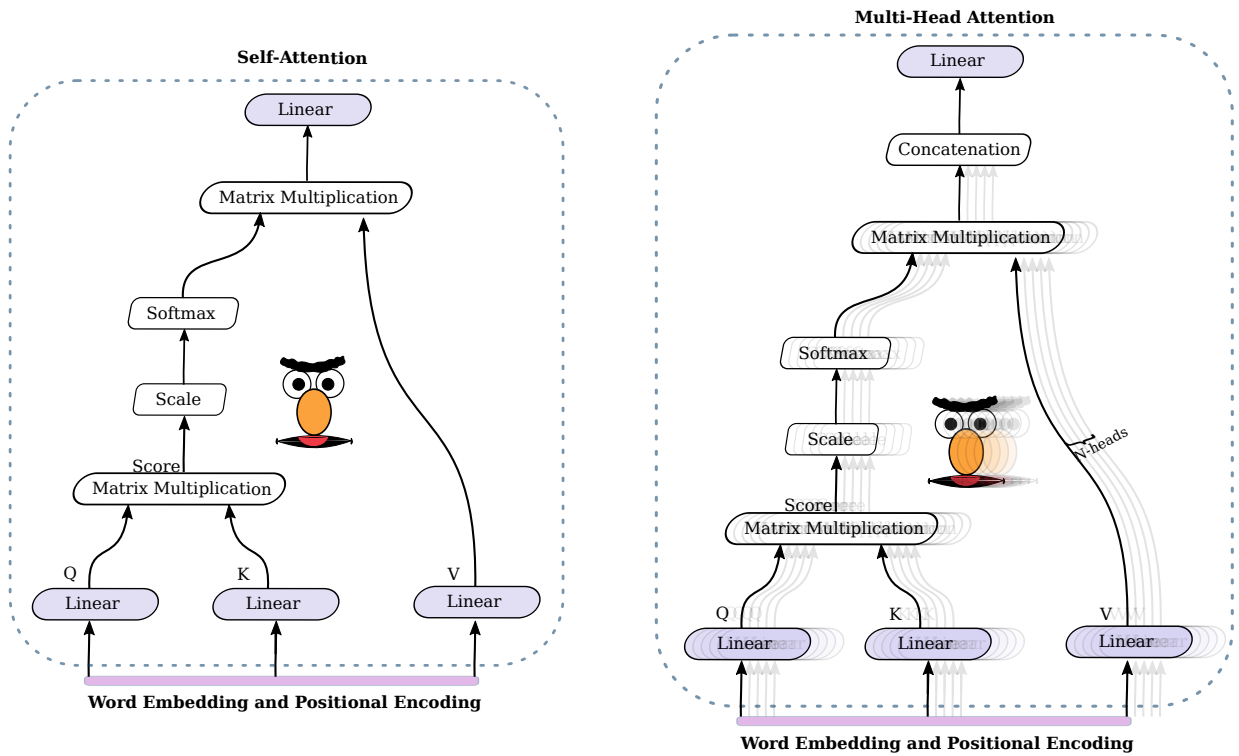 Self-Attention
Linear
Matrix Multiplication
Softmax
Scale
Score
Matrix Multiplication
Q
K
V
Linear
Linear
Linear
Word Embedding and Positional Encoding
Multi-Head Attention
Linear
Concatenation
Matrix Multiplication
Softmax
Scale
N-heads
Score
Matrix Multiplication
Q
K
V
Linear
Linear
Linear
Word Embedding and Positional Encoding